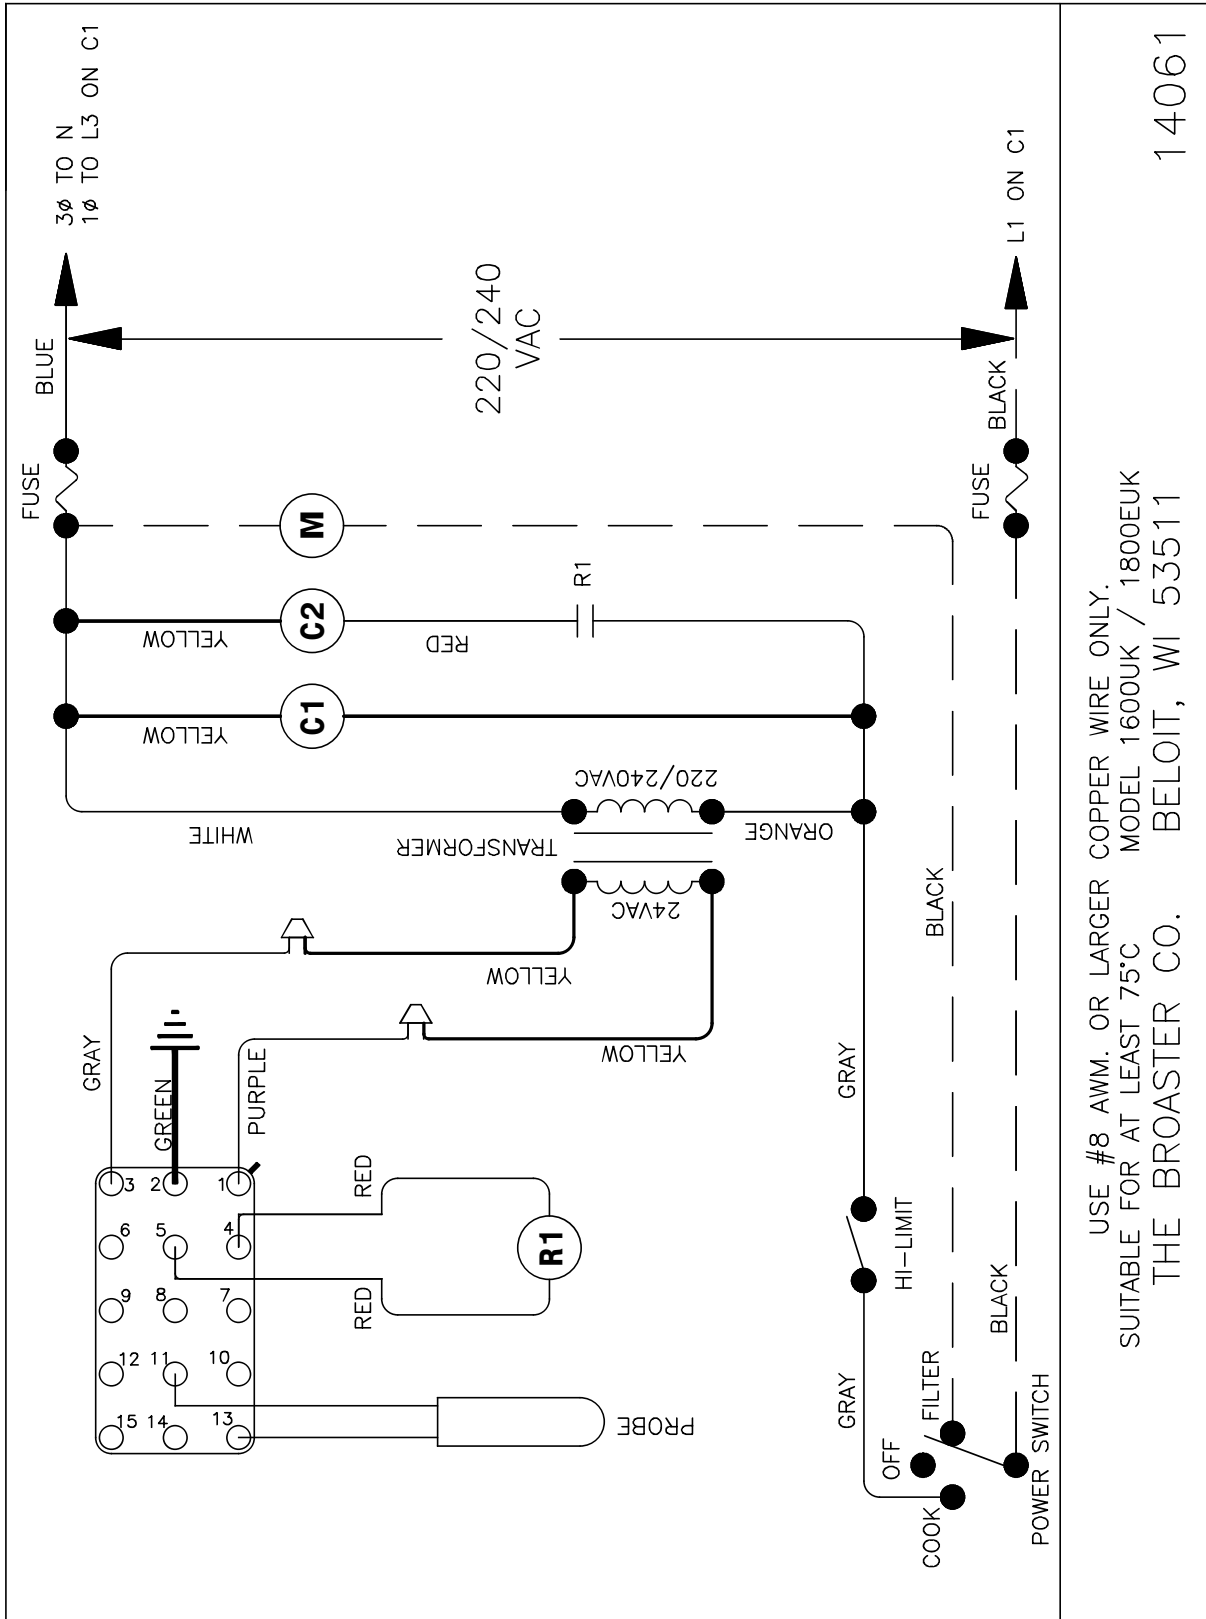 3ø TO N
1ø TO L3 ON C1
BLUE
FUSE
M
C2
YELLOW
RED
R1
C1
YELLOW
WHITE
TRANSFORMER
220/240VAC
24VAC
ORANGE
YELLOW
YELLOW
GRAY
GREEN
PURPLE
3 2 1
6 5 4
9 8 7
12 11 10
15 14 13
RED
RED
R1
PROBE
220/240
VAC
L1 ON C1
BLACK
FUSE
BLACK
GRAY
HI-LIMIT
BLACK
GRAY
FILTER
OFF
COOK
POWER SWITCH
USE #8 AWM. OR LARGER COPPER WIRE ONLY.
SUITABLE FOR AT LEAST 75°C MODEL 1600UK / 1800EUK
THE BROASTER CO. BELOIT, WI 53511 14061